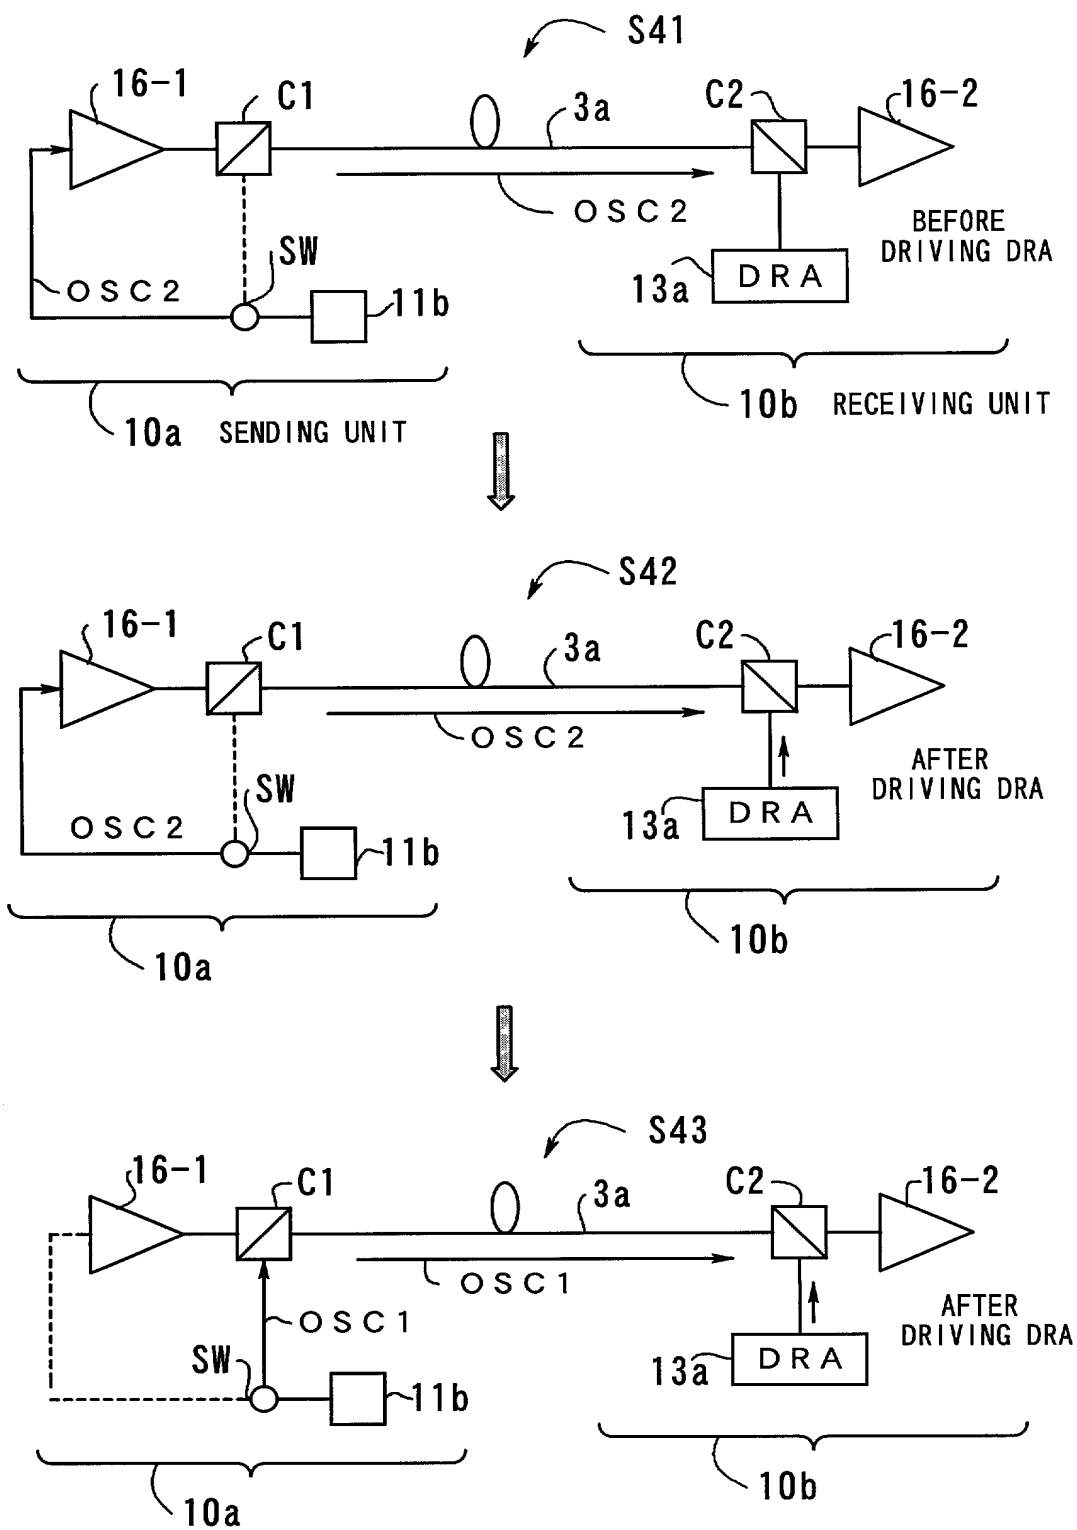 S41
16-1
C1
3a
C2
16-2
OSC2
BEFORE
DRIVING DRA
SW
DRA
13a
OSC2
11b
10a SENDING UNIT
10b RECEIVING UNIT
S42
16-1
C1
3a
C2
16-2
OSC2
AFTER
DRIVING DRA
SW
DRA
13a
OSC2
11b
10a
10b
S43
16-1
C1
3a
C2
16-2
OSC1
OSC1
AFTER
DRIVING DRA
SW
DRA
13a
11b
10a
10b